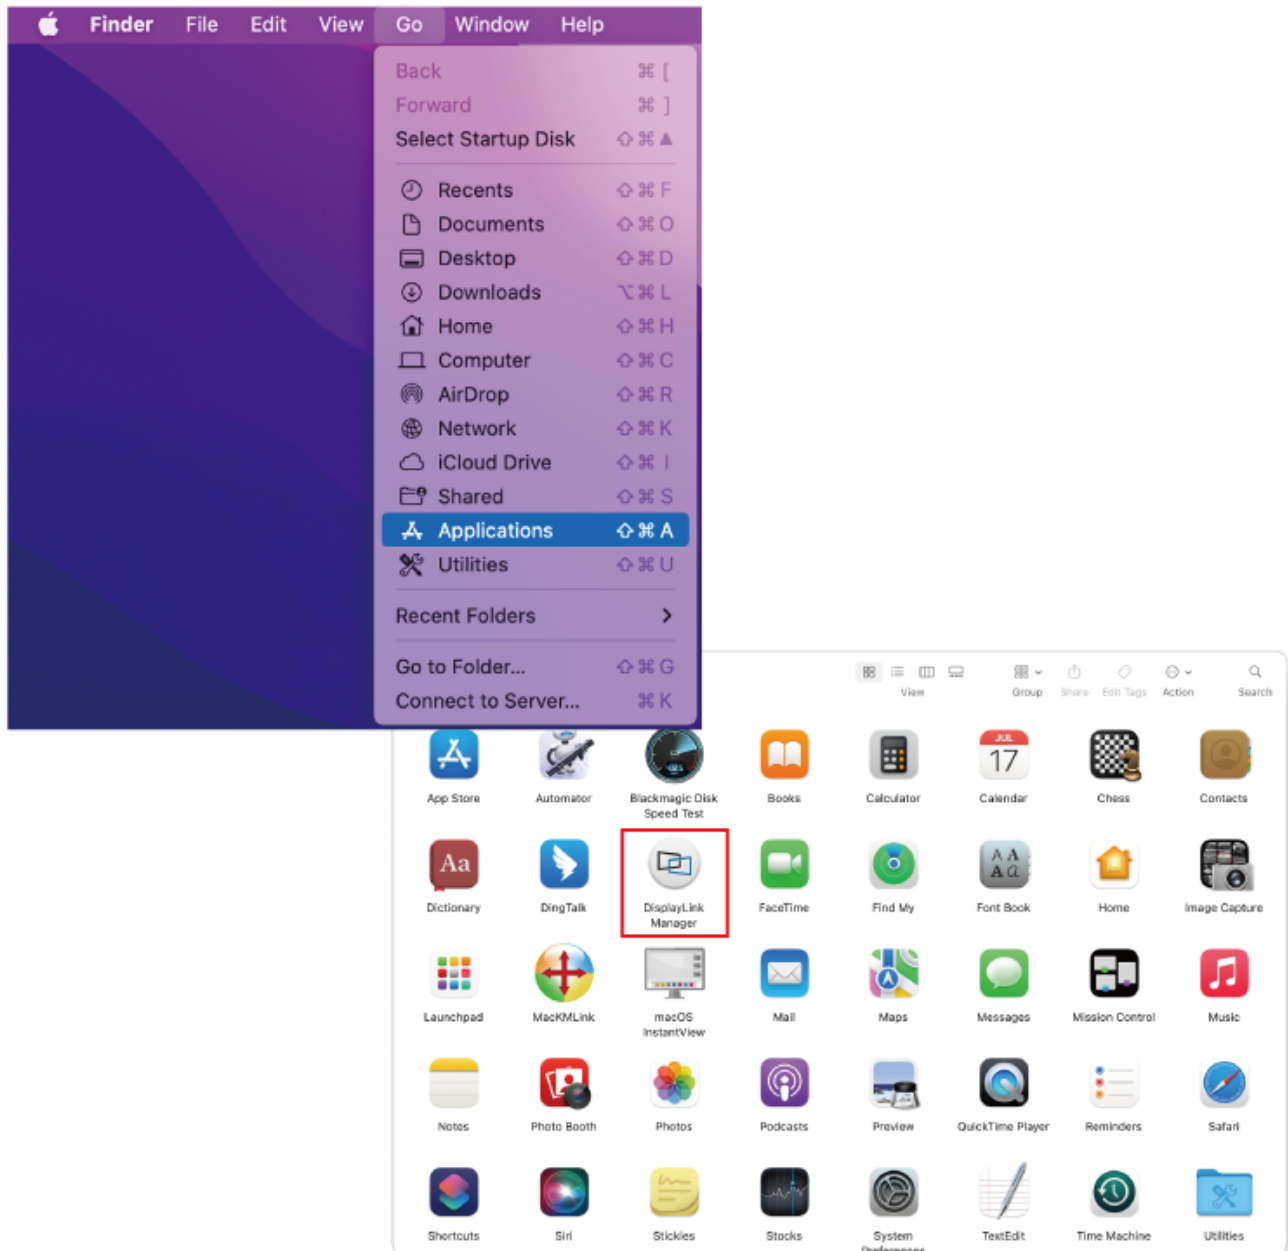 Finder File Edit View Go Window Help
Back ⌘ [
Forward ⌘ ]
Select Startup Disk ⇧ ⌘ ▲
Recents ⇧ ⌘ F
Documents ⇧ ⌘ O
Desktop ⇧ ⌘ D
Downloads ⌥ ⌘ L
Home ⇧ ⌘ H
Computer ⇧ ⌘ C
AirDrop ⇧ ⌘ R
Network ⇧ ⌘ K
iCloud Drive ⇧ ⌘ I
Shared ⇧ ⌘ S
Applications ⇧ ⌘ A
Utilities ⇧ ⌘ U
Recent Folders >
Go to Folder... ⇧ ⌘ G
Connect to Server... ⌘ K
View Group Share Edit Tags Action Search
JUL
17
App Store Automator Blackmagic Disk Books Calculator Calendar Chess Contacts
Speed Test
Aa
Dictionary DingTalk DisplayLink FaceTime Find My Font Book Home Image Capture
Manager
Launchpad MacKMLink macOS Mail Maps Messages Mission Control Music
InstantView
Notes Photo Booth Photos Podcasts Preview QuickTime Player Reminders Safari
Shortcuts Siri Stickies Stocks System TextEdit Time Machine Utilities
Preferences